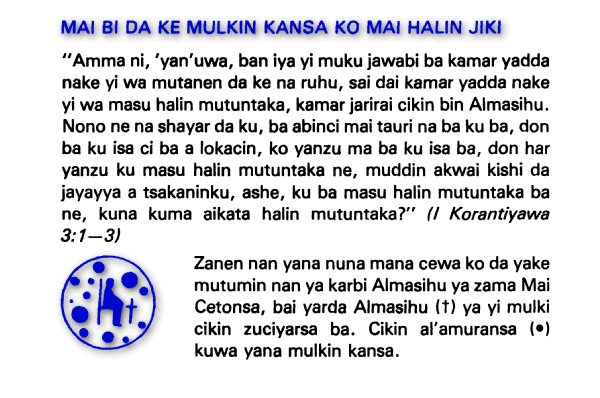 MAI BI DA KE MULKIN KANSA KO MAI HALIN JIKI
"Amma ni, 'yan'uwa, ban iya yi muku jawabi ba kamar yadda
nake yi wa mutanen da ke na ruhu, sai dai kamar yadda nake
yi wa masu halin mutuntaka, kamar jarirai cikin bin Almasihu.
Nono ne na shayar da ku, ba abinci mai tauri na ba ku ba, don
ba ku isa ci ba a lokacin, ko yanzu ma ba ku isa ba, don har
yanzu ku masu halin mutuntaka ne, muddin akwai kishi da
jayayya a tsakaninku, ashe, ku ba masu halin mutuntaka ba
ne, kuna kuma aikata halin mutuntaka?" (I Korantiyawa
3:1—3)
Zanen nan yana nuna mana cewa ko da yake
mutumin nan ya karbi Almasihu ya zama Mai
Cetonsa, bai yarda Almasihu (†) ya yi mulki
cikin zuciyarsa ba. Cikin al'amuransa (•)
kuwa yana mulkin kansa.